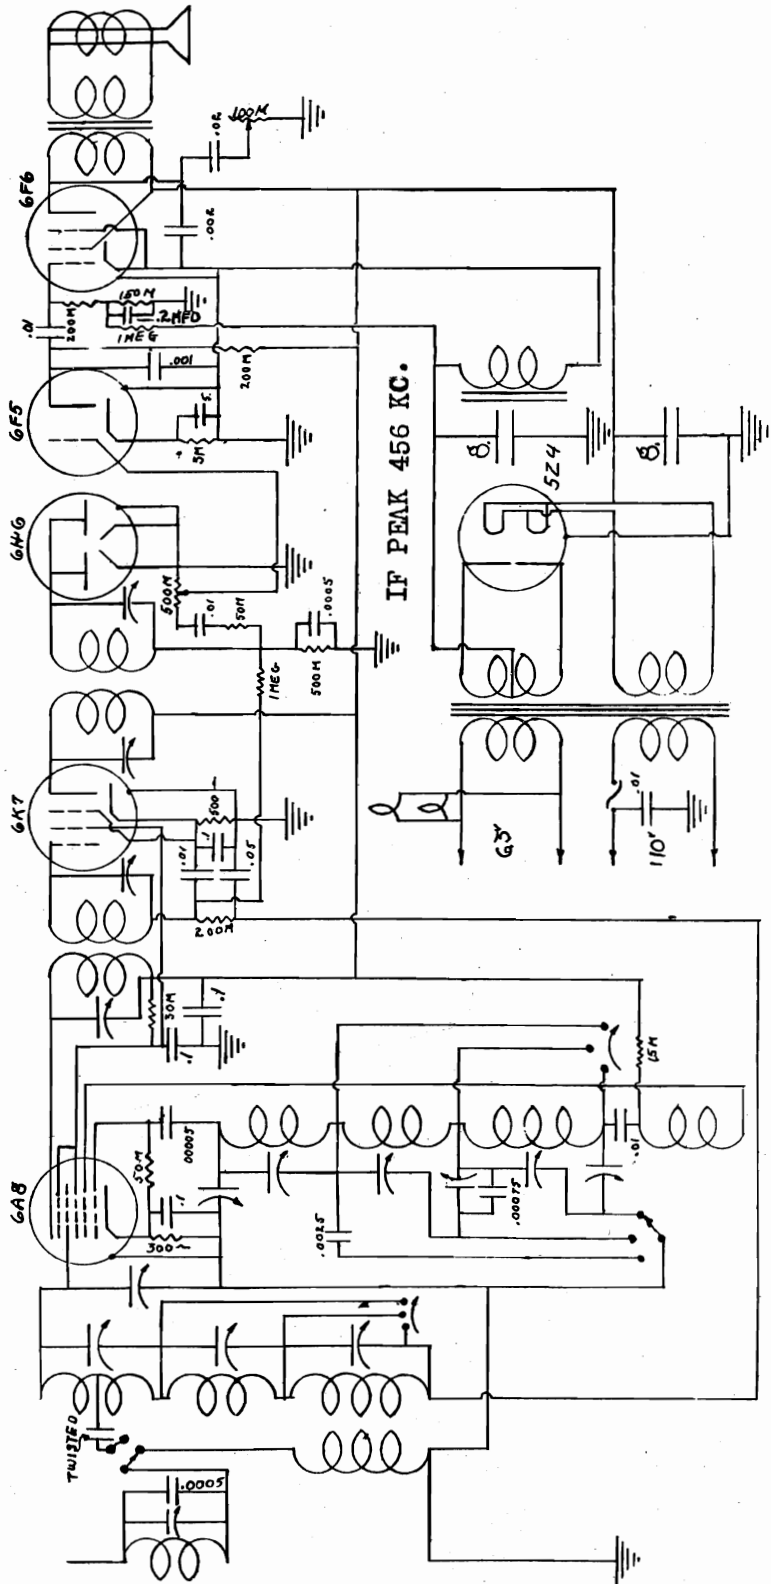 6F6
100M
.02
.002
.01
200M
150M
.2MFD
1MEG
.001
200M
6F5
.5
5M
6H6
500M
.01
50M
1MEG
.0005
500M
IF PEAK 456 KC.
8.
8.
5Z4
6K7
500
.01
.1
.05
200M
6.3ᵛ
110ᵛ
.01
30M
.1
.1
6A8
50M
.00005
.1
300~
.0025
.00075
15M
.01
TWISTED
.0005